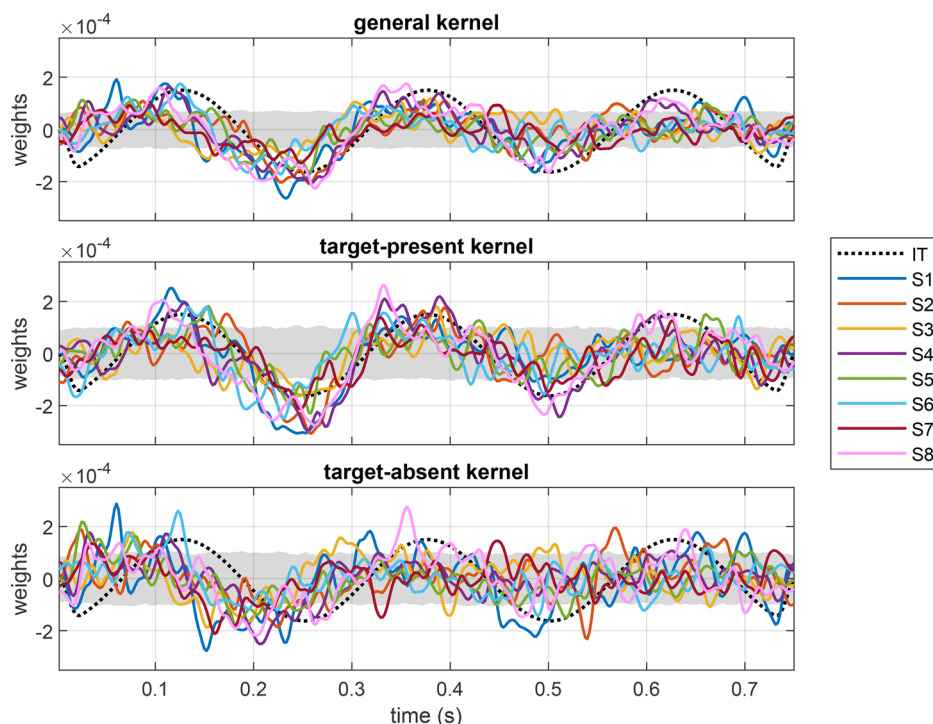 general kernel
×10⁻⁴
weights
2
0
-2
target-present kernel
×10⁻⁴
weights
2
0
-2
target-absent kernel
×10⁻⁴
weights
2
0
-2
0.1 0.2 0.3 0.4 0.5 0.6 0.7
time (s)
IT
S1
S2
S3
S4
S5
S6
S7
S8